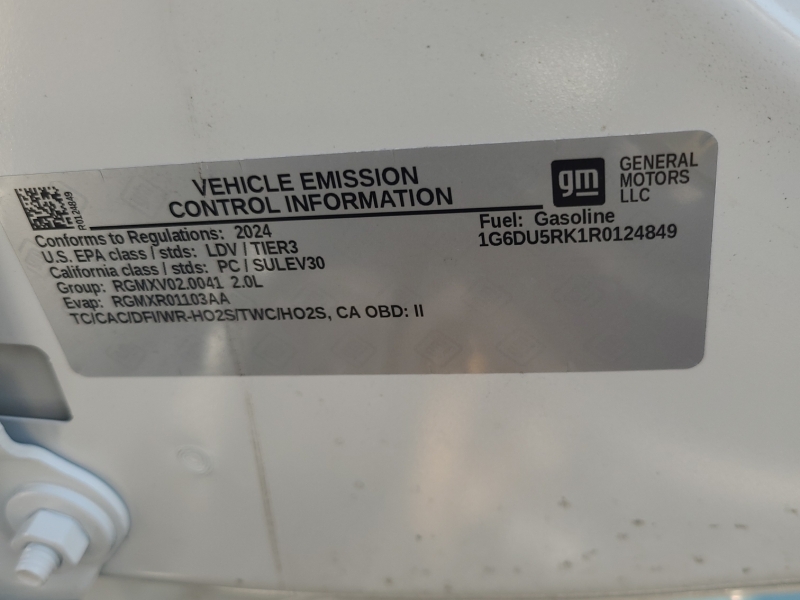 VEHICLE EMISSION
CONTROL INFORMATION
gm
GENERAL
MOTORS
LLC
R0124849
Conforms to Regulations: 2024
U.S. EPA class / stds: LDV / TIER3
California class / stds: PC / SULEV30
Group: RGMXV02.0041 2.0L
Evap: RGMXR01103AA
TC/CAC/DFI/WR-HO2S/TWC/HO2S, CA OBD: II
Fuel: Gasoline
1G6DU5RK1R0124849